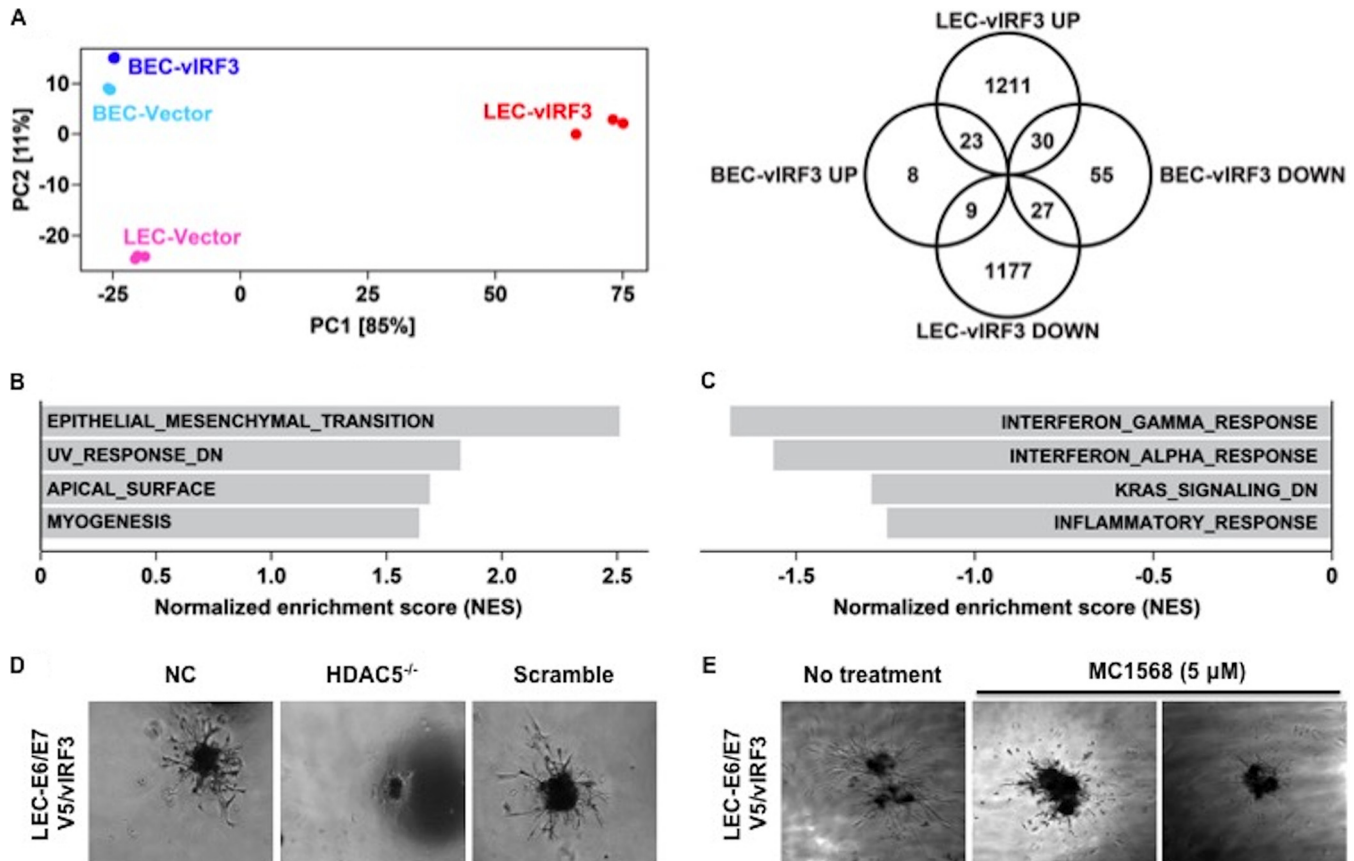 A
BEC-vIRF3
BEC-Vector
LEC-vIRF3
LEC-Vector
10
0
-10
-20
PC2 [11%]
-25 0 25 50 75
PC1 [85%]
LEC-vIRF3 UP
1211
23 30
BEC-vIRF3 UP 8 55 BEC-vIRF3 DOWN
9 27
1177
LEC-vIRF3 DOWN
B
EPITHELIAL_MESENCHYMAL_TRANSITION
UV_RESPONSE_DN
APICAL_SURFACE
MYOGENESIS
0 0.5 1.0 1.5 2.0 2.5
Normalized enrichment score (NES)
C
INTERFERON_GAMMA_RESPONSE
INTERFERON_ALPHA_RESPONSE
KRAS_SIGNALING_DN
INFLAMMATORY_RESPONSE
-1.5 -1.0 -0.5 0
Normalized enrichment score (NES)
D
NC HDAC5-/- Scramble
LEC-E6/E7
V5/vIRF3
E
No treatment MC1568 (5 µM)
LEC-E6/E7
V5/vIRF3